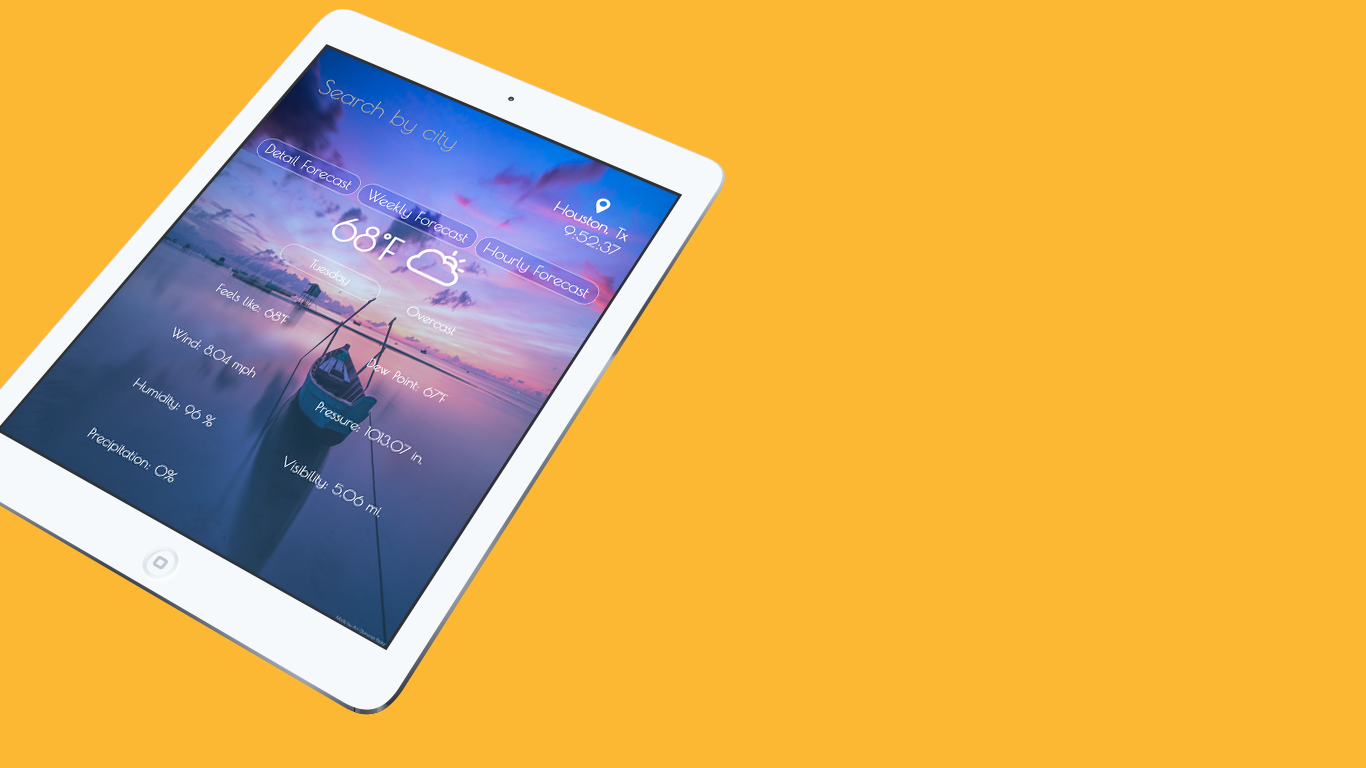 Search by city
Detail Forecast
Weekly Forecast
Hourly Forecast
Houston, Tx
9:52:37
68°F
Tuesday
Overcast
Feels like: 68°F
Dew Point: 67°F
Wind: 8.04 mph
Pressure: 1013.07 in.
Humidity: 96 %
Visibility: 5.06 mi.
Precipitation: 0%